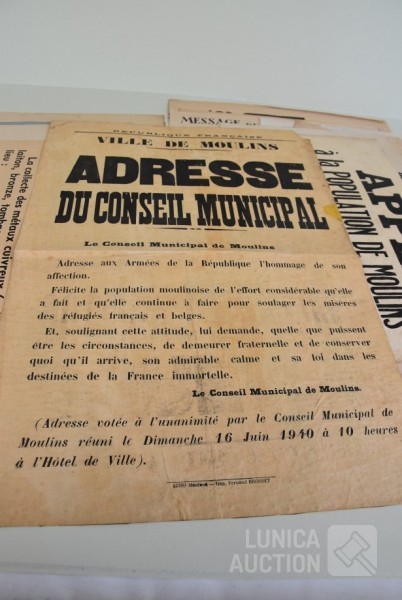 MESSAGE
RÉPUBLIQUE FRANÇAISE
VILLE DE MOULINS
ADRESSE
DU CONSEIL MUNICIPAL
Le Conseil Municipal de Moulins
Adresse aux Armées de la République l'hommage de son
affection.
Félicite la population moulinoise de l'effort considérable qu'elle
a fait et qu'elle continue à faire pour soulager les misères
des réfugiés français et belges.
Et, soulignant cette attitude, lui demande, quelle que puissent
être les circonstances, de demeurer fraternelle et de conserver
quoi qu'il arrive, son admirable calme et sa foi dans les
destinées de la France immortelle.
Le Conseil Municipal de Moulins.
(Adresse votée à l'unanimité par le Conseil Municipal de
Moulins réuni le Dimanche 16 Juin 1940 à 10 heures
à l'Hôtel de Ville).
La collecte des métaux cuivreux
laiton, bronze,
lieu :
APPE
à la POPULATION DE MOULINS
LUNICA
AUCTION